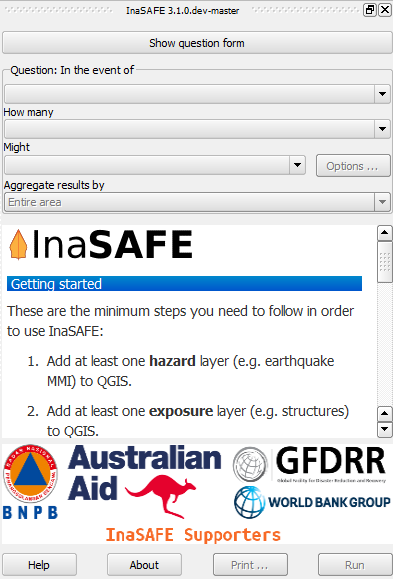 InaSAFE 3.1.0.dev-master
Show question form
Question: In the event of
How many
Might
Options ...
Aggregate results by
Entire area
InaSAFE
Getting started
These are the minimum steps you need to follow in order
to use InaSAFE:
1. Add at least one hazard layer (e.g. earthquake
MMI) to QGIS.
2. Add at least one exposure layer (e.g. structures)
to QGIS.
BADAN NASIONAL
PENANGGULANGAN BENCANA
BNPB
Australian
Aid
GFDRR
Global Facility for Disaster Reduction and Recovery
WORLD BANK GROUP
InaSAFE Supporters
Help
About
Print ...
Run